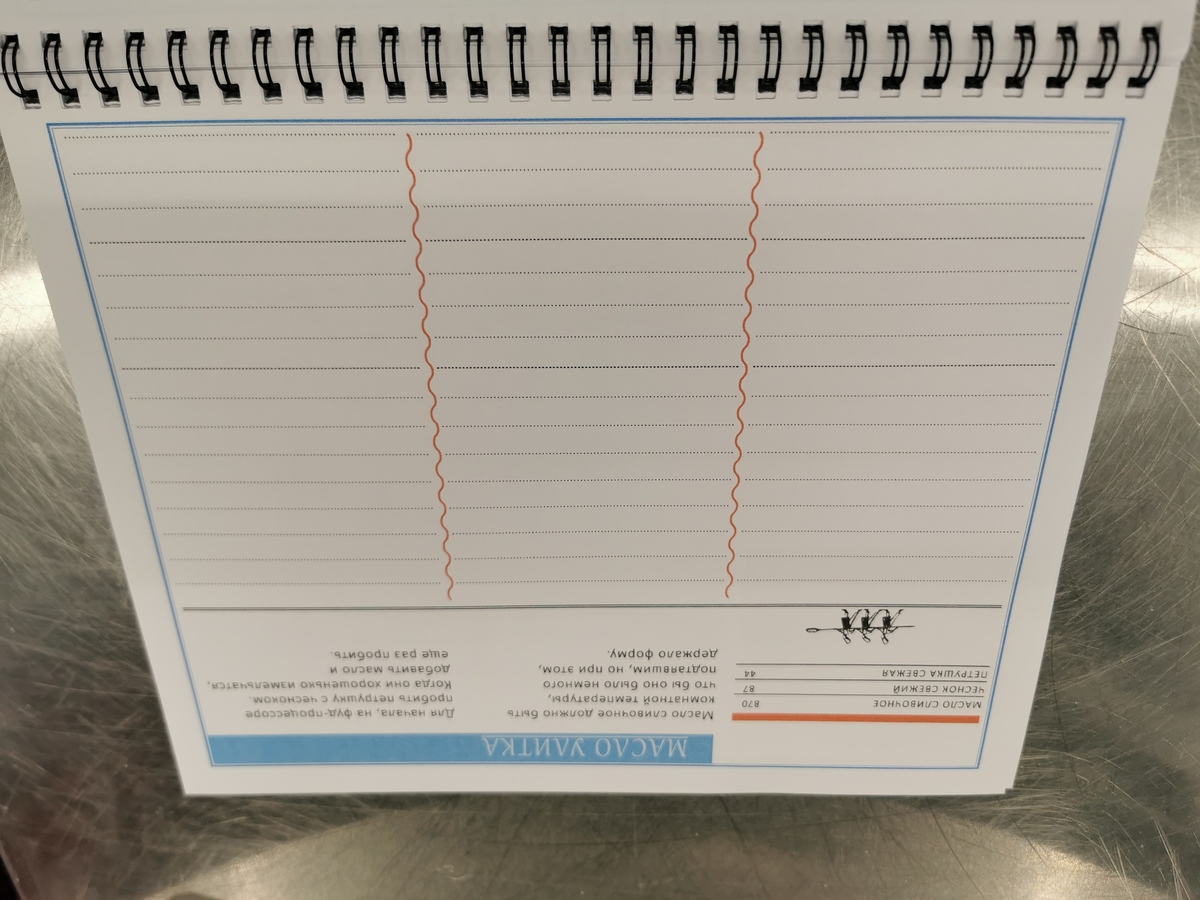 МАСЛО УЛИТКА
МАСЛО СЛИВОЧНОЕ 870
ЧЕСНОК СВЕЖИЙ 87
ПЕТРУШКА СВЕЖАЯ 44
Масло сливочное должно быть
комнатной температуры,
что бы оно было немного
подтаявшим, но при этом,
держало форму.
Для начала, на фуд-процессоре
пробить петрушку с чесноком.
Когда они хорошенько измельчатся,
добавить масло и
еще раз пробить.